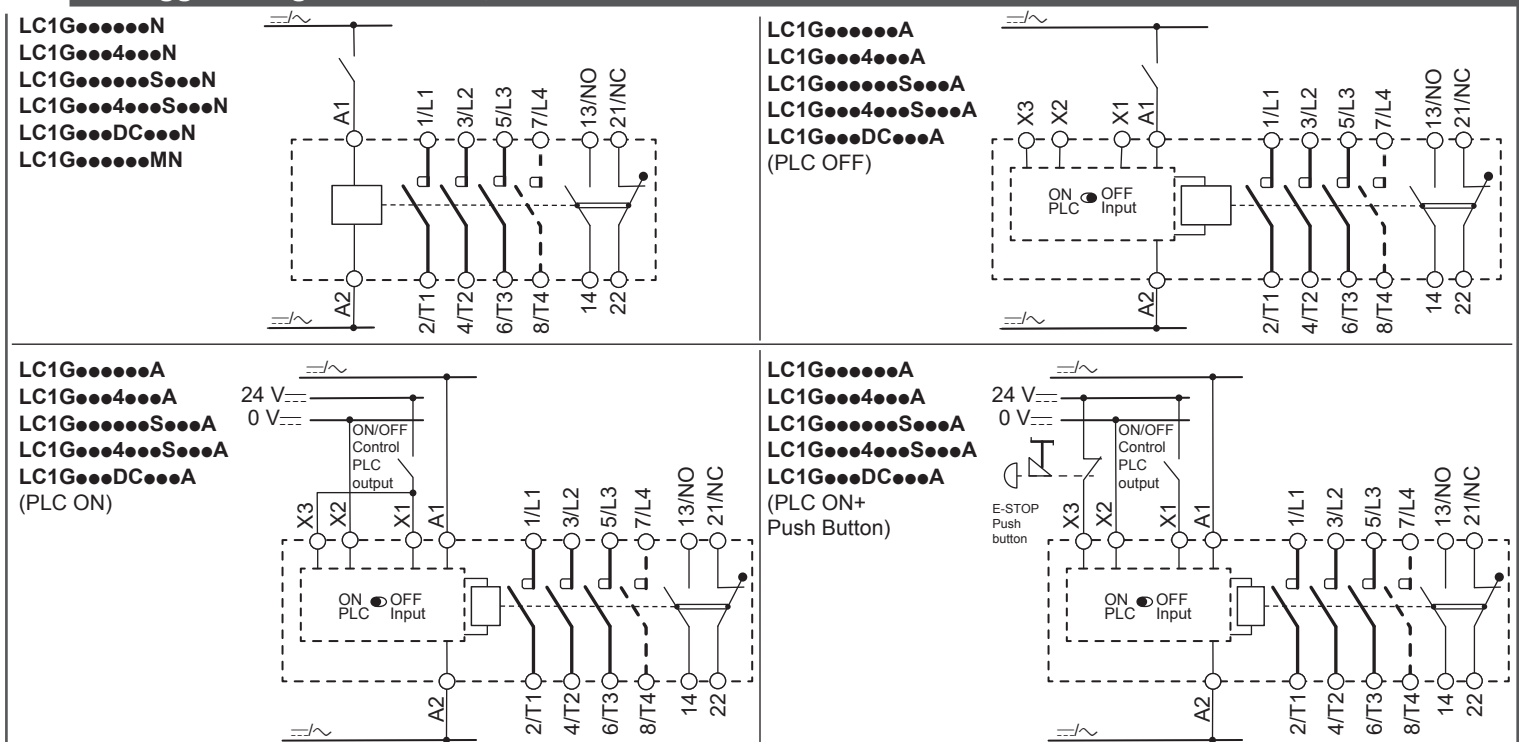 LC1G●●●●●●N
LC1G●●●4●●●N
LC1G●●●●●●S●●●N
LC1G●●●4●●●S●●●N
LC1G●●●DC●●●N
LC1G●●●●●●MN
A1
1/L1
3/L2
5/L3
7/L4
13/NO
21/NC
A2
2/T1
4/T2
6/T3
8/T4
14
22
LC1G●●●●●●A
LC1G●●●4●●●A
LC1G●●●●●●S●●●A
LC1G●●●4●●●S●●●A
LC1G●●●DC●●●A
(PLC OFF)
X3
X2
X1
A1
1/L1
3/L2
5/L3
7/L4
13/NO
21/NC
ON OFF
PLC Input
A2
2/T1
4/T2
6/T3
8/T4
14
22
LC1G●●●●●●A
LC1G●●●4●●●A
LC1G●●●●●●S●●●A
LC1G●●●4●●●S●●●A
LC1G●●●DC●●●A
(PLC ON)
24 V
0 V
ON/OFF
Control
PLC
output
X3
X2
X1
A1
1/L1
3/L2
5/L3
7/L4
13/NO
21/NC
ON OFF
PLC Input
A2
2/T1
4/T2
6/T3
8/T4
14
22
LC1G●●●●●●A
LC1G●●●4●●●A
LC1G●●●●●●S●●●A
LC1G●●●4●●●S●●●A
LC1G●●●DC●●●A
(PLC ON+
Push Button)
24 V
0 V
ON/OFF
Control
PLC
output
E-STOP
Push
button
X3
X2
X1
A1
1/L1
3/L2
5/L3
7/L4
13/NO
21/NC
ON OFF
PLC Input
A2
2/T1
4/T2
6/T3
8/T4
14
22